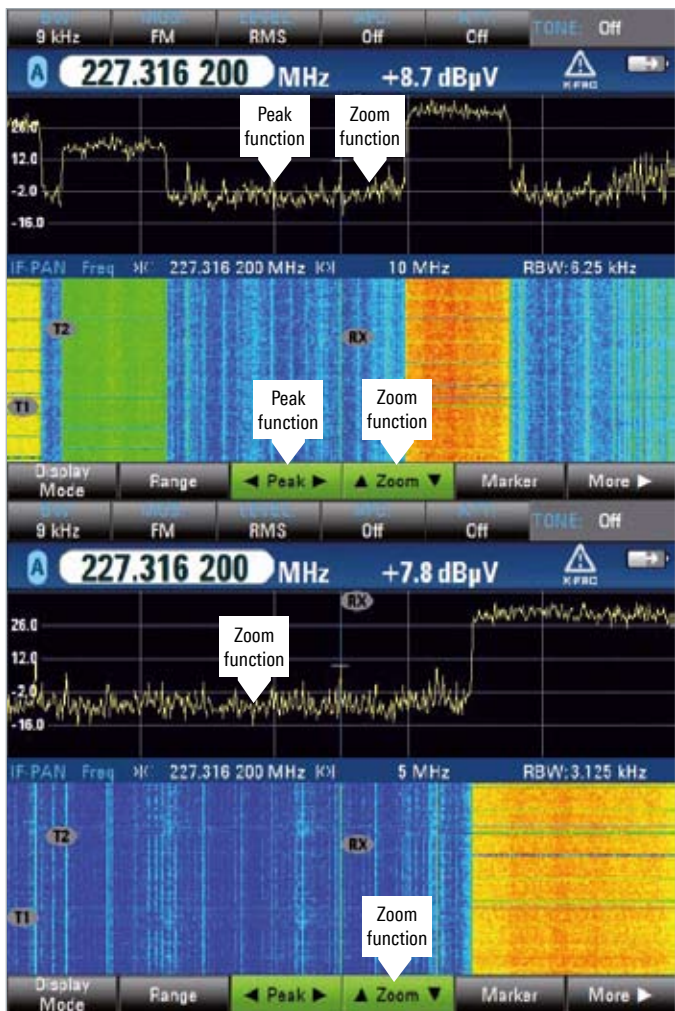 9 kHz FM RMS Off Off TONE: Off
A 227.316 200 MHz +8.7 dBµV
Peak function
Zoom function
26.0
12.0
-2.0
-16.0
IF-PAN Freq 227.316 200 MHz 10 MHz RBW: 6.25 kHz
T2
RX
T1
Peak function
Zoom function
Display Mode Range ◄ Peak ► ▲ Zoom ▼ Marker More ►
9 kHz FM RMS Off Off TONE: Off
A 227.316 200 MHz +7.8 dBµV
RX
26.0
Zoom function
12.0
-2.0
-16.0
IF-PAN Freq 227.316 200 MHz 5 MHz RBW: 3.125 kHz
T2
RX
T1
Zoom function
Display Mode Range ◄ Peak ► ▲ Zoom ▼ Marker More ►